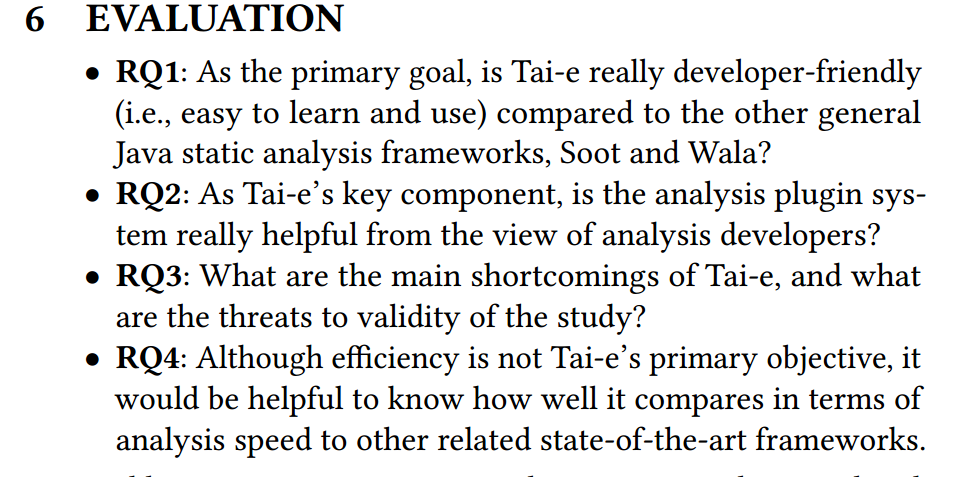 6 EVALUATION
• RQ1: As the primary goal, is Tai-e really developer-friendly
(i.e., easy to learn and use) compared to the other general
Java static analysis frameworks, Soot and Wala?
• RQ2: As Tai-e’s key component, is the analysis plugin sys-
tem really helpful from the view of analysis developers?
• RQ3: What are the main shortcomings of Tai-e, and what
are the threats to validity of the study?
• RQ4: Although efficiency is not Tai-e’s primary objective, it
would be helpful to know how well it compares in terms of
analysis speed to other related state-of-the-art frameworks.